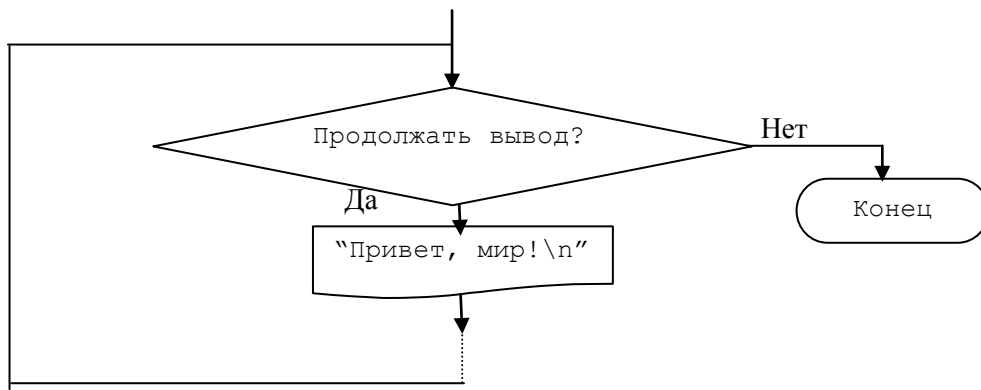 Продолжать вывод?
Нет
Да
Конец
“Привет, мир!\n”